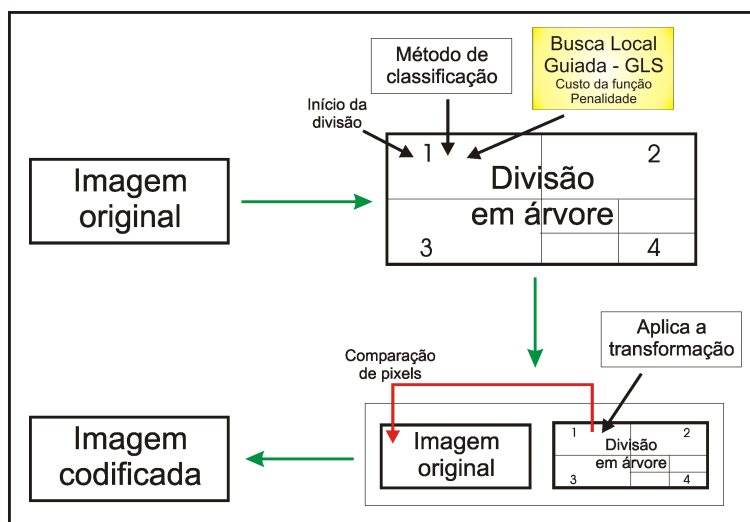 Busca Local
Guiada - GLS
Custo da função
Penalidade
Método de
classificação
Início da
divisão
1
2
Imagem
original
Divisão
em árvore
3
4
Aplica a
transformação
Comparação
de pixels
Imagem
codificada
Imagem
original
1
2
Divisão
em árvore
3
4